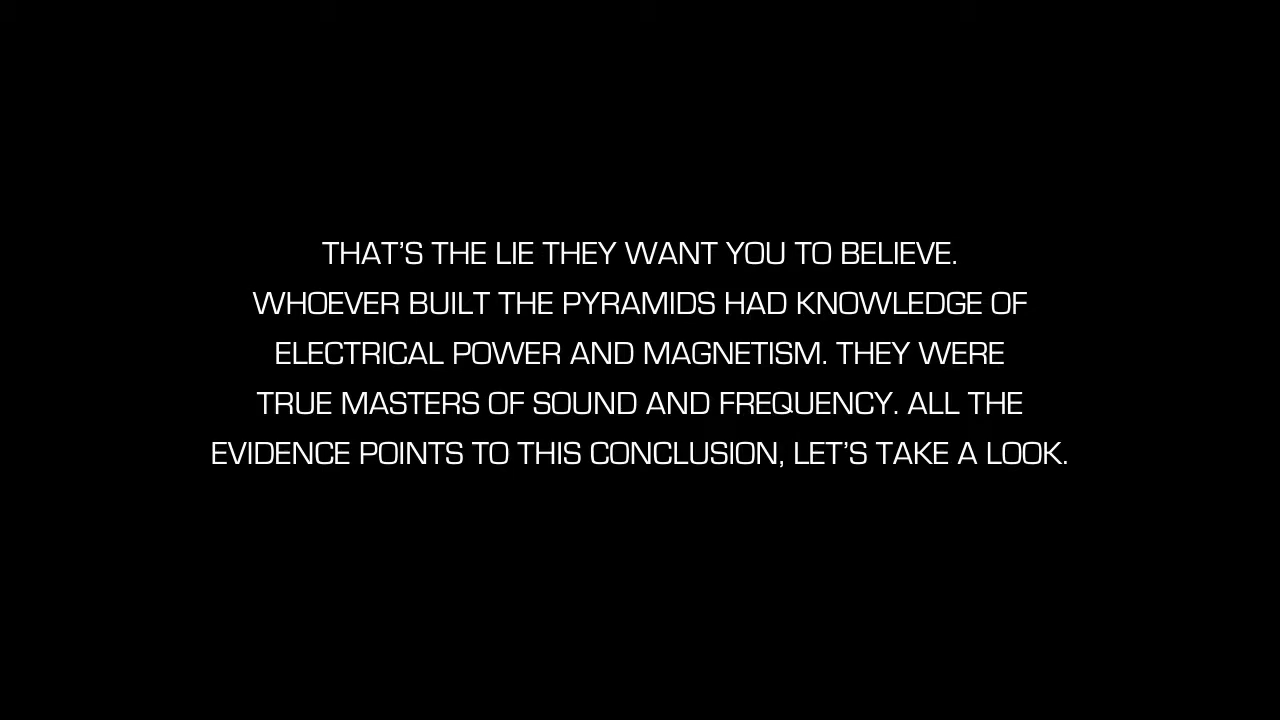 THAT’S THE LIE THEY WANT YOU TO BELIEVE.
WHOEVER BUILT THE PYRAMIDS HAD KNOWLEDGE OF
ELECTRICAL POWER AND MAGNETISM. THEY WERE
TRUE MASTERS OF SOUND AND FREQUENCY. ALL THE
EVIDENCE POINTS TO THIS CONCLUSION, LET’S TAKE A LOOK.